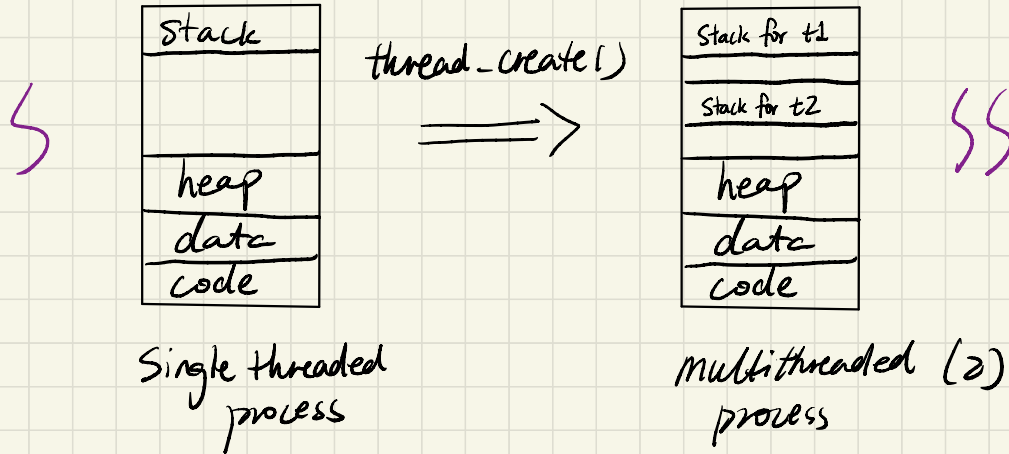 Stack
heap
data
code
Single threaded
process
thread_create()
Stack for t1
Stack for t2
heap
data
code
multithreaded (2)
process